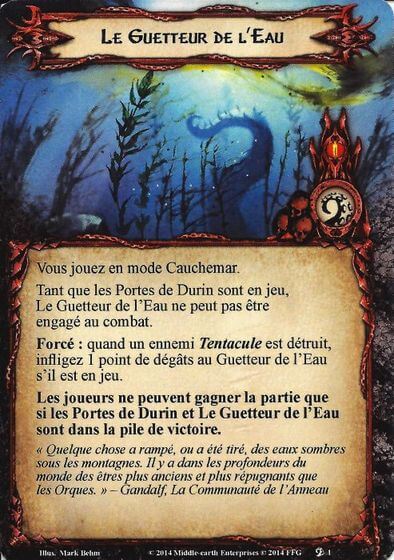 Le Guetteur de l'Eau
Vous jouez en mode Cauchemar.
Tant que les Portes de Durin sont en jeu,
Le Guetteur de l'Eau ne peut pas être
engagé au combat.
Forcé : quand un ennemi Tentacule est détruit,
infligez 1 point de dégâts au Guetteur de l'Eau
s'il est en jeu.
Les joueurs ne peuvent gagner la partie que
si les Portes de Durin et Le Guetteur de l'Eau
sont dans la pile de victoire.
« Quelque chose a rampé, ou a été tiré, des eaux sombres
sous les montagnes. Il y a dans les profondeurs du
monde des êtres plus anciens et plus répugnants que
les Orques. » – Gandalf, La Communauté de l'Anneau
Illus. Mark Behm © 2014 Middle-earth Enterprises © 2014 FFG 1